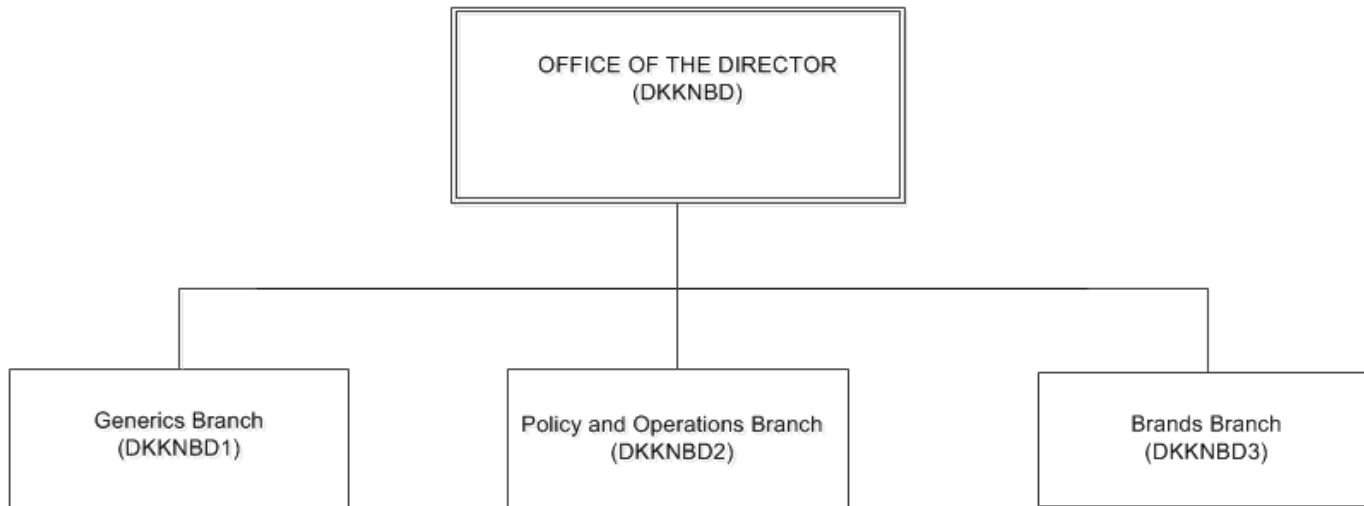 OFFICE OF THE DIRECTOR
(DKKNBD)
Generics Branch
(DKKNBD1)
Policy and Operations Branch
(DKKNBD2)
Brands Branch
(DKKNBD3)